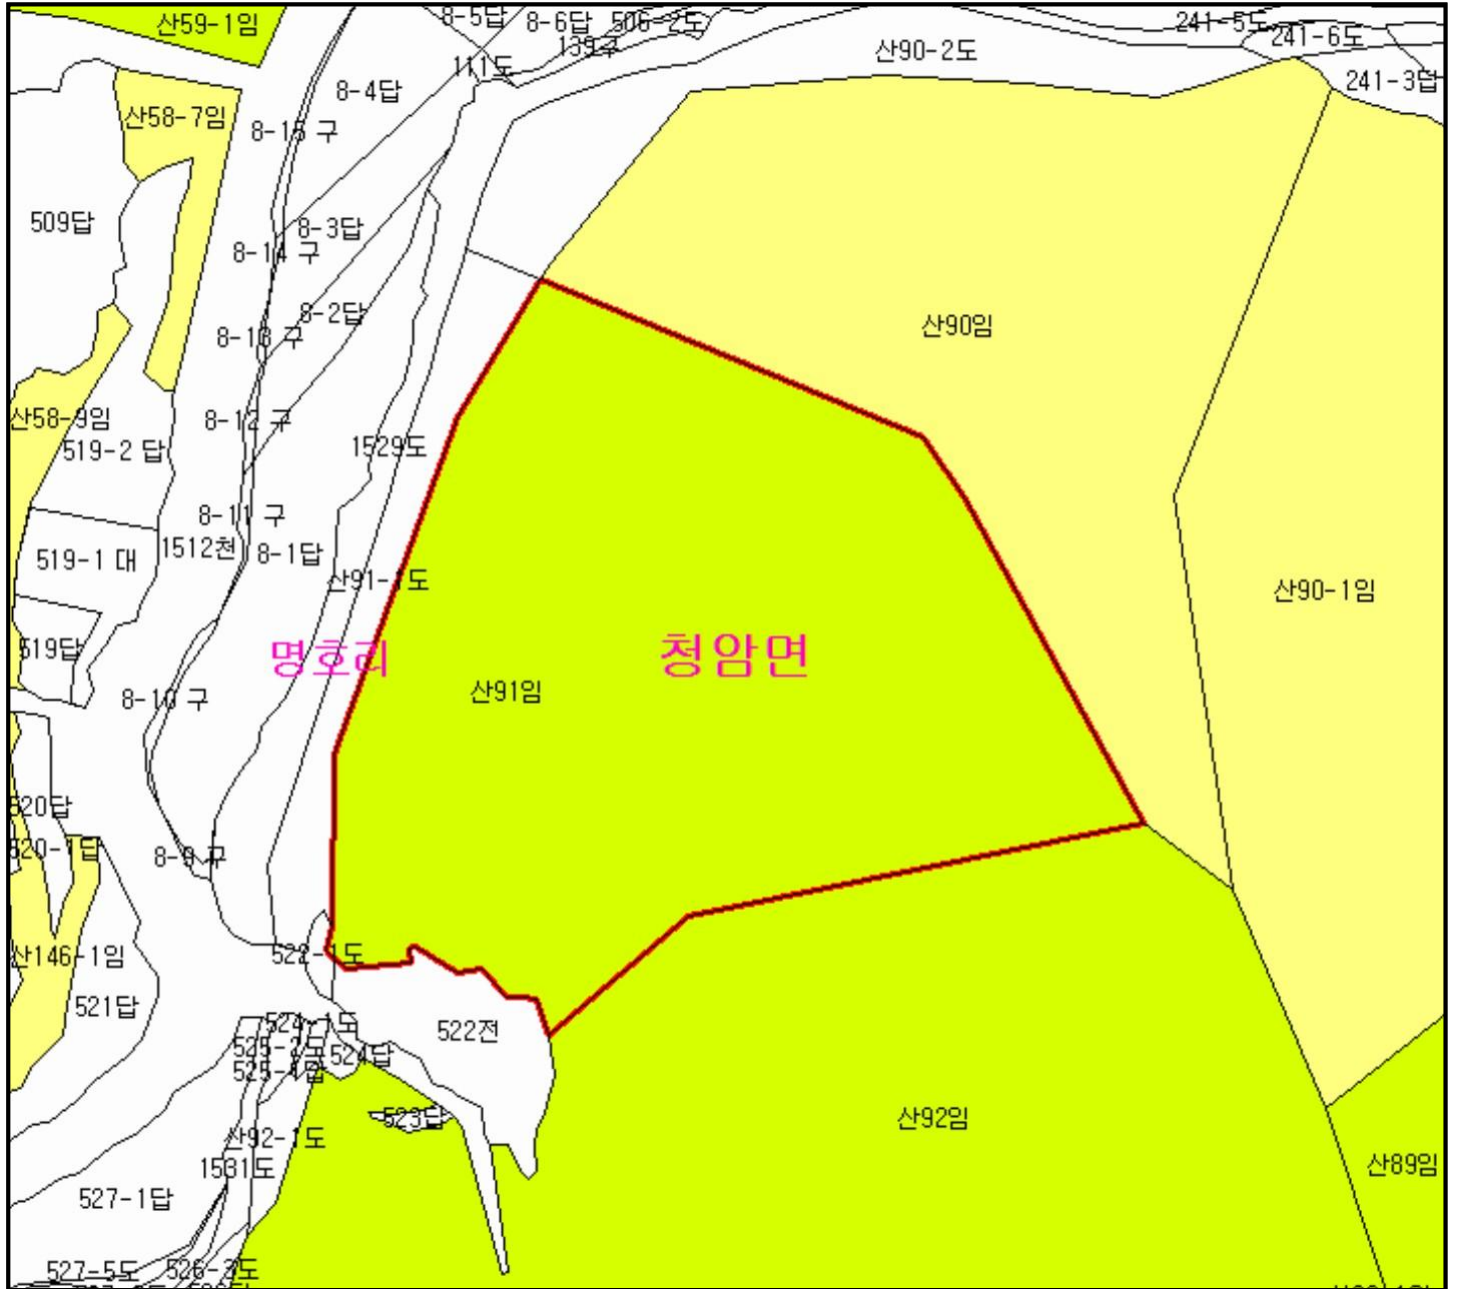 산59-1임
8-5답
8-6답
506-2도
241-5도
241-6도
139구
산90-2도
111도
241-3답
8-4답
산58-7임
8-15 구
509답
8-3답
8-14 구
8-2답
8-13 구
산90임
산58-9임
8-12 구
519-2 답
1529도
8-11 구
1512천
8-1답
519-1 대
산91-1도
산90-1임
519답
명호리
청암면
산91임
8-10 구
520답
520-1답
8-9 구
산146-1임
522-1도
521답
524-1도
522전
525-2도
524답
525-1답
523답
산92임
산92-1도
1531도
산89임
527-1답
527-5도
526-3도